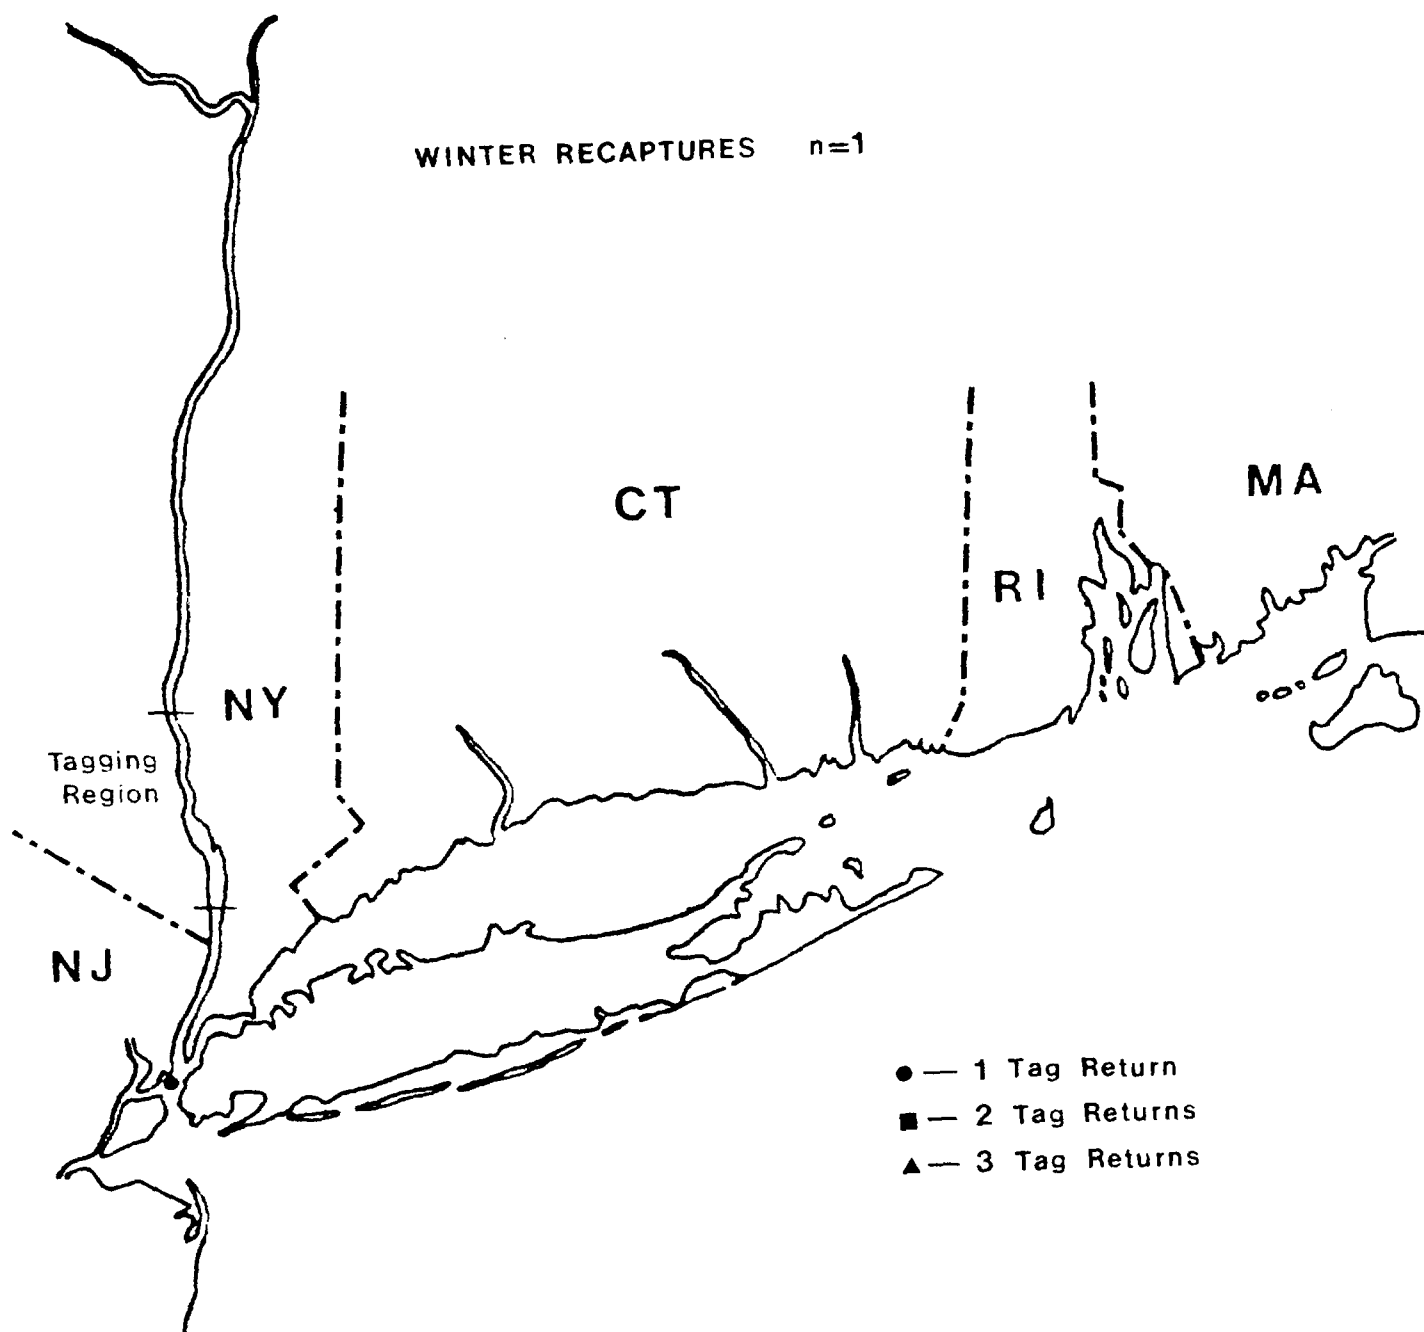 WINTER RECAPTURES n=1
CT
MA
RI
NY
Tagging
Region
NJ
●— 1 Tag Return
■— 2 Tag Returns
▲— 3 Tag Returns